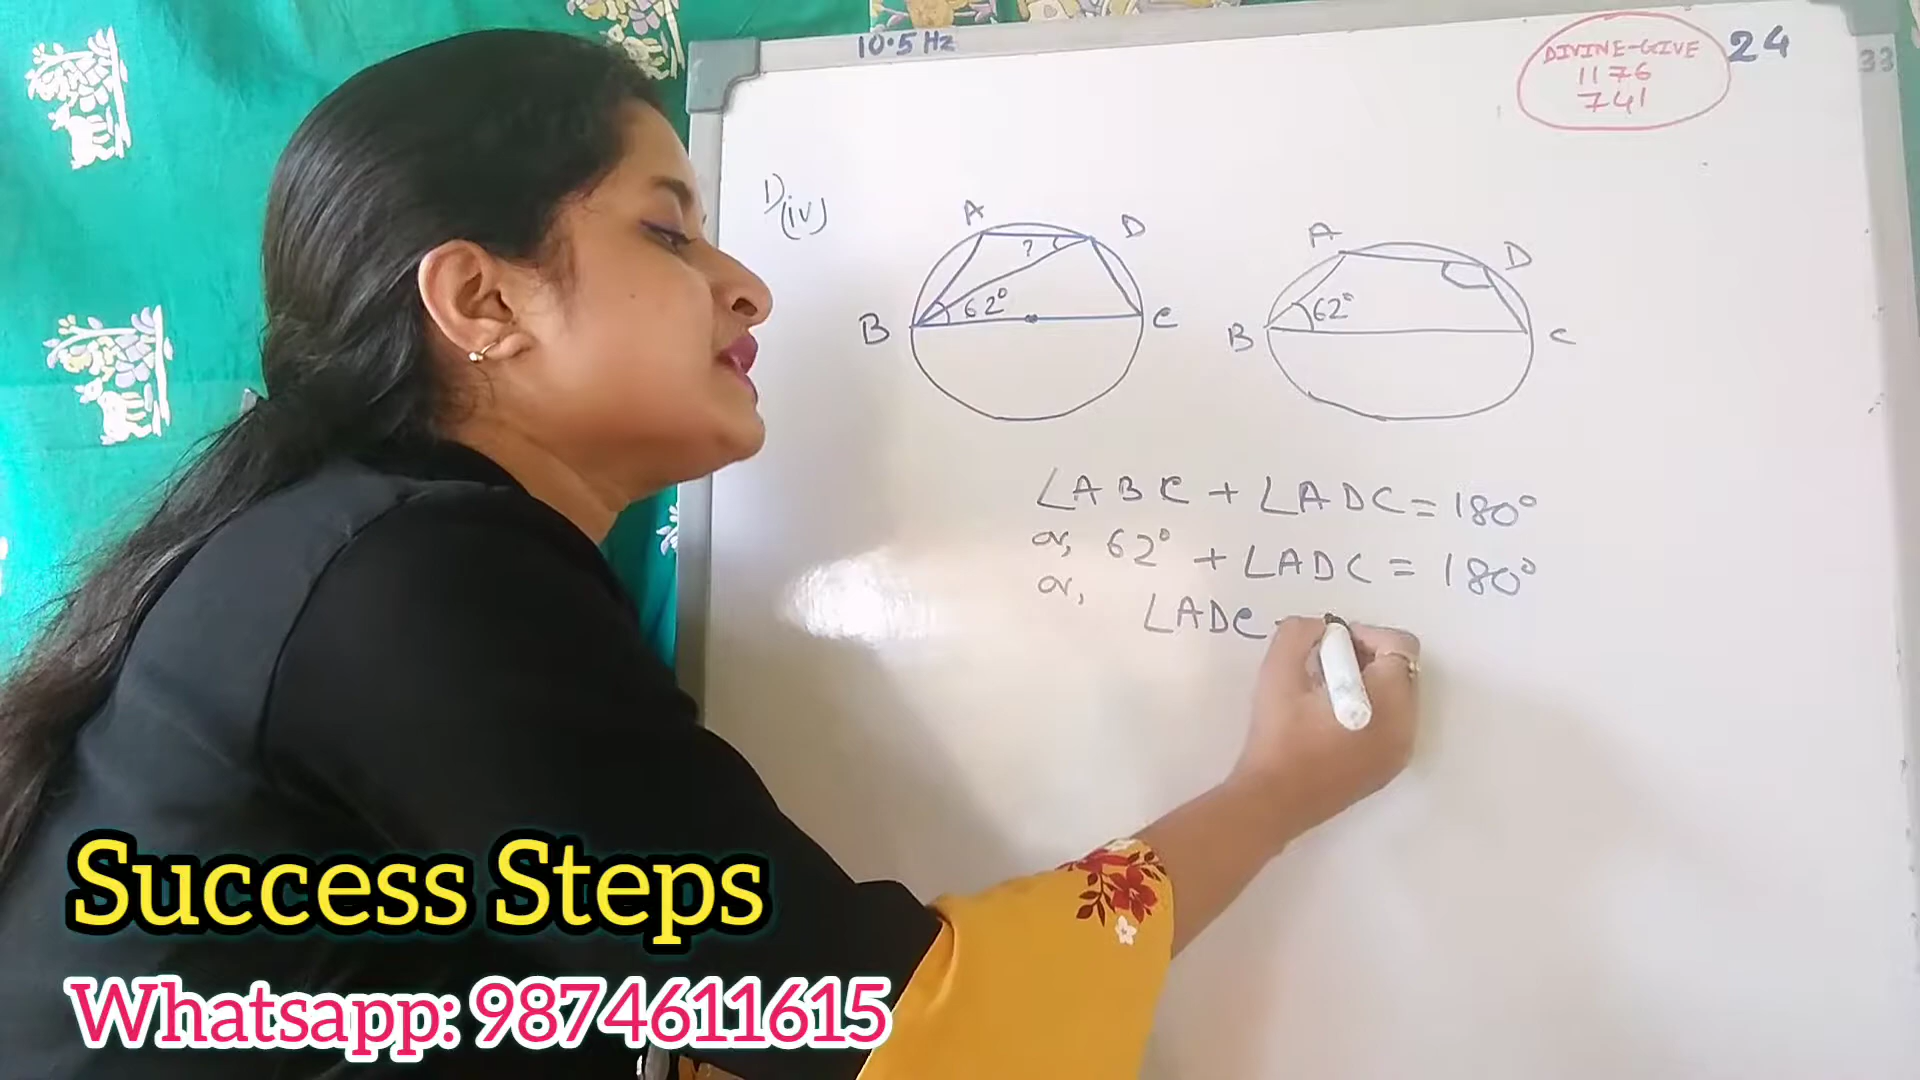 10.5 Hz
DIVINE-GIVE
1176
741
24
33
D(iv)
A
D
?
62°
B
C
A
D
62°
B
C
∠ABC + ∠ADC = 180°
or, 62° + ∠ADC = 180°
or, ∠ADC
Success Steps
Whatsapp: 9874611615